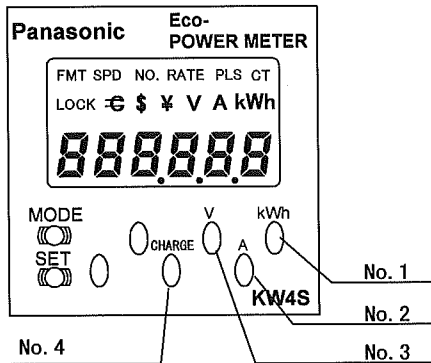 Panasonic
Eco-
POWER METER
FMT SPD NO. RATE PLS CT
LOCK € $ ¥ V A kWh
888888
MODE
V kWh
SET
CHARGE A
KW4S
No. 1
No. 2
No. 3
No. 4